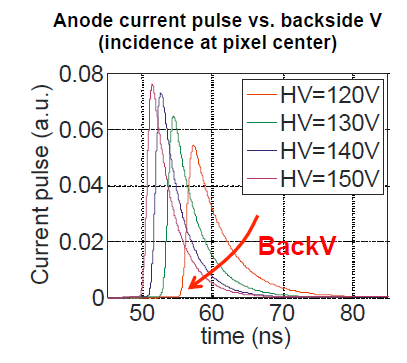 Anode current pulse vs. backside V
(incidence at pixel center)
Current pulse (a.u.)
0.08
0.06
0.04
0.02
0
HV=120V
HV=130V
HV=140V
HV=150V
BackV
50 60 70 80
time (ns)